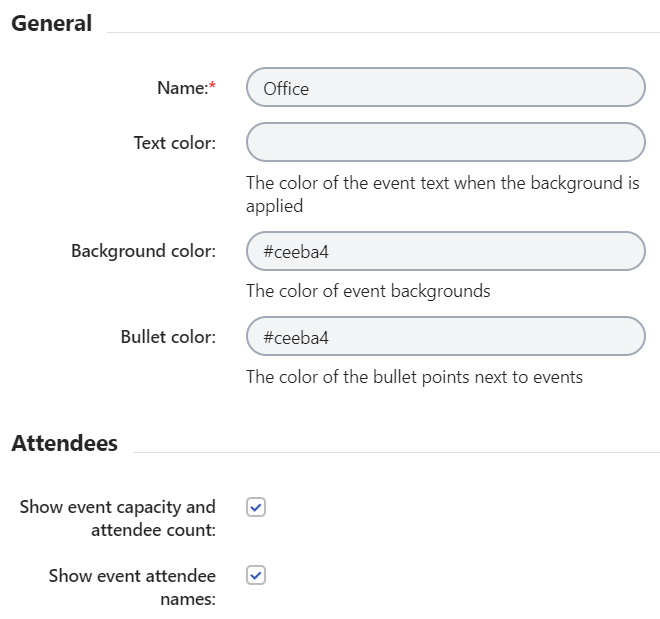 General
Name:*
Office
Text color:
The color of the event text when the background is
applied
Background color:
#ceeba4
The color of event backgrounds
Bullet color:
#ceeba4
The color of the bullet points next to events
Attendees
Show event capacity and
attendee count:
Show event attendee
names: